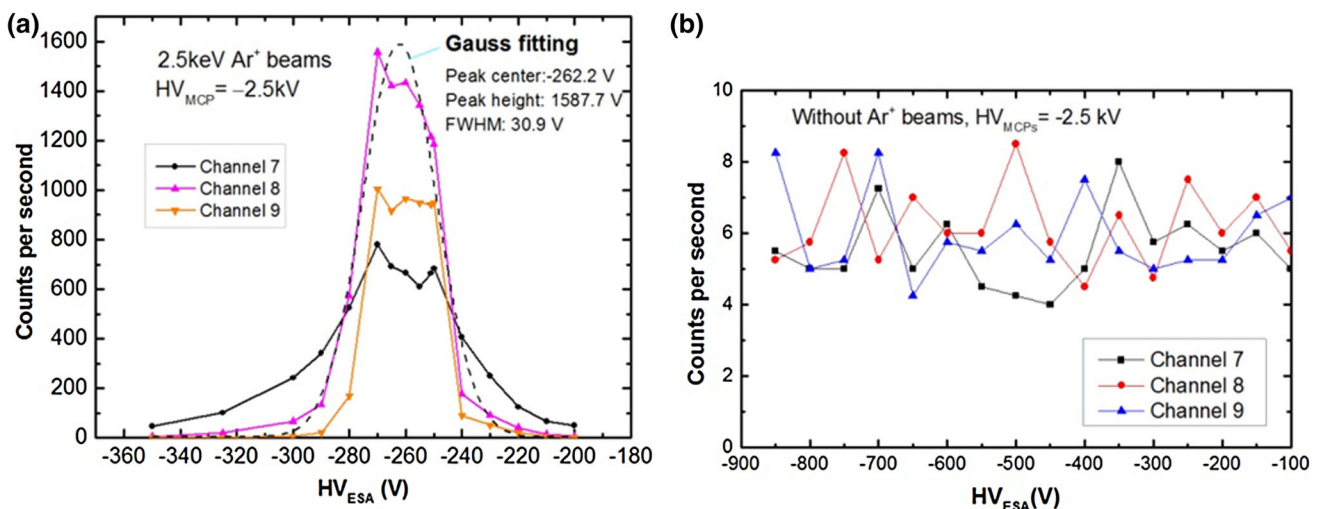 (a)
Gauss fitting
2.5keV Ar+ beams
HVMCP= −2.5kV
Peak center:-262.2 V
Peak height: 1587.7 V
FWHM: 30.9 V
Channel 7
Channel 8
Channel 9
Counts per second
1600
1400
1200
1000
800
600
400
200
0
-360 -340 -320 -300 -280 -260 -240 -220 -200 -180
HVESA (V)
(b)
Without Ar+ beams, HVMCPs= -2.5 kV
Counts per second
10
8
6
4
2
0
Channel 7
Channel 8
Channel 9
-900 -800 -700 -600 -500 -400 -300 -200 -100
HVESA(V)